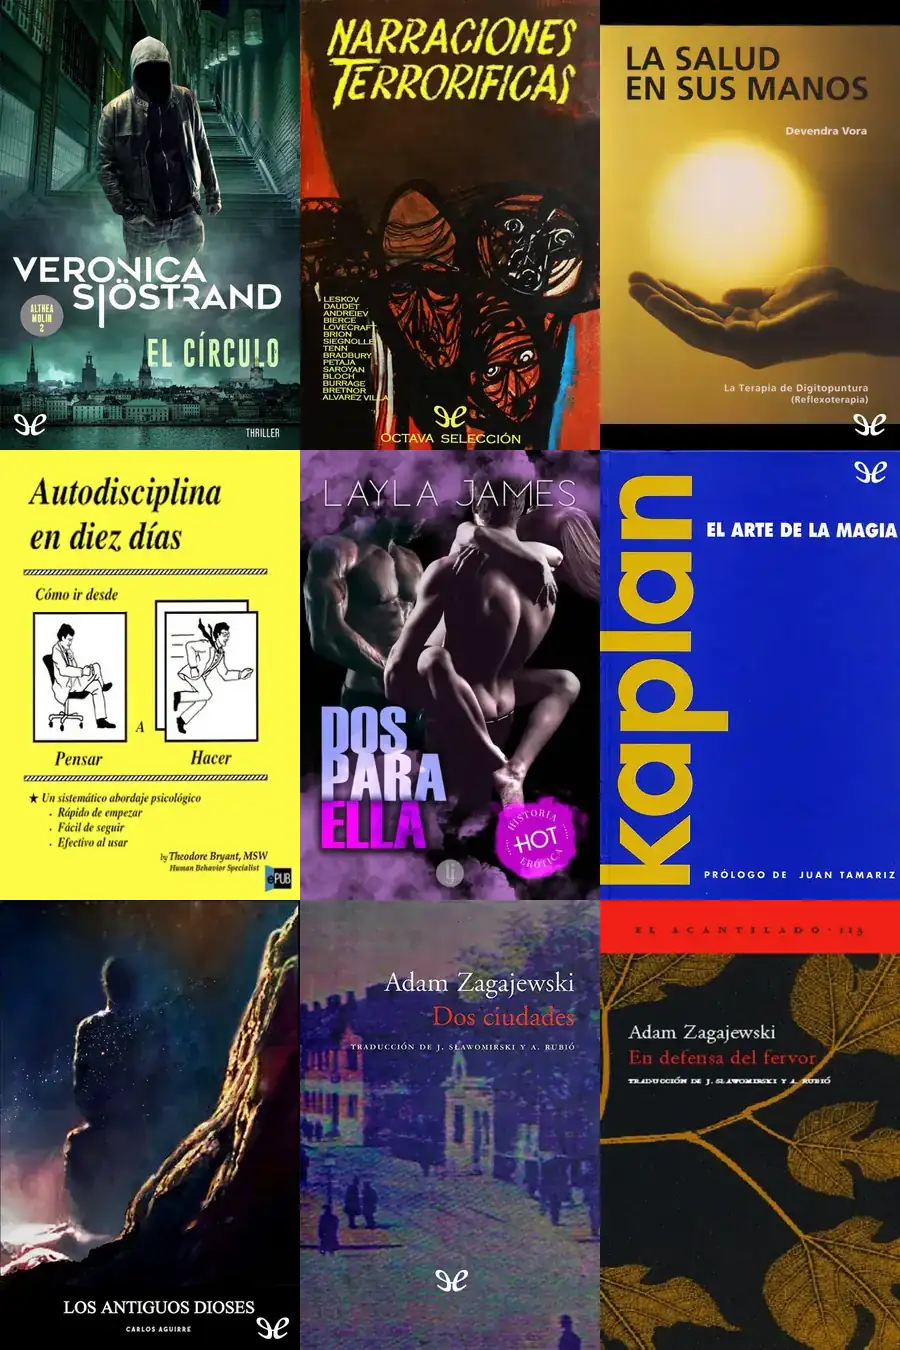 VERONICA
SJÖSTRAND
ALTHEA
MOLIN
2
EL CÍRCULO
THRILLER
NARRACIONES
TERRORIFICAS
LESKOV
DAUDET
ANDREIEV
BIERCE
LOVECRAFT
BRION
SIEGNOLLE
TENN
BRADBURY
PETAJA
SAROYAN
BLOCH
BURRAGE
BRETNOR
ALVAREZ VILLA
OCTAVA SELECCIÓN
LA SALUD
EN SUS MANOS
Devendra Vora
La Terapia de Digitopuntura
(Reflexoterapia)
Autodisciplina
en diez días
Cómo ir desde
A
Pensar
Hacer
★ Un sistemático abordaje psicológico
• Rápido de empezar
• Fácil de seguir
• Efectivo al usar
by Theodore Bryant, MSW
Human Behavior Specialist
ePUB
LAYLA JAMES
DOS
PARA
ELLA
HISTORIA
HOT
ERÓTICA
lj
kaplan
EL ARTE DE LA MAGIA
PRÓLOGO DE JUAN TAMARIZ
LOS ANTIGUOS DIOSES
CARLOS AGUIRRE
Adam Zagajewski
Dos ciudades
TRADUCCIÓN DE J. SŁAWOMIRSKI Y A. RUBIÓ
EL ACANTILADO · 113
Adam Zagajewski
En defensa del fervor
TRADUCCIÓN DE J. SŁAWOMIRSKI Y A. RUBIÓ